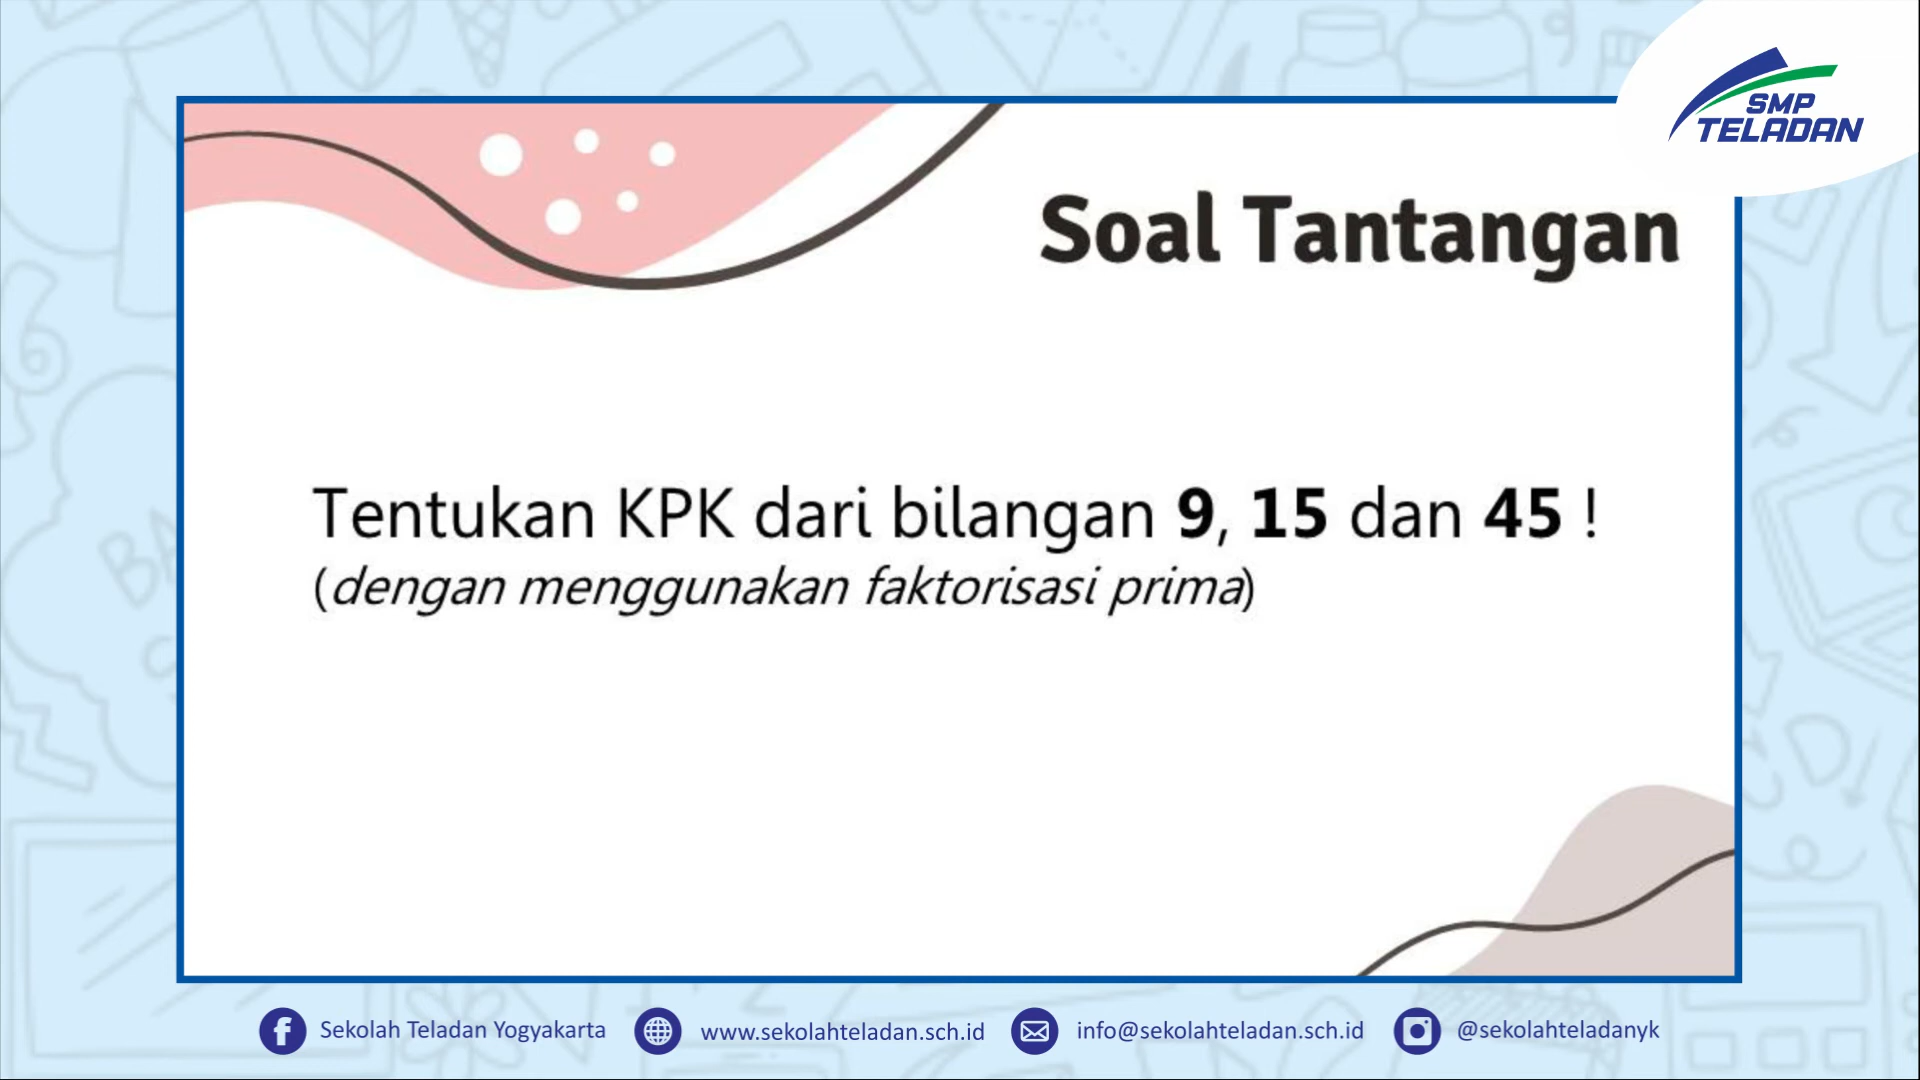 SMP
TELADAN
Soal Tantangan
Tentukan KPK dari bilangan 9, 15 dan 45 !
(dengan menggunakan faktorisasi prima)
Sekolah Teladan Yogyakarta
www.sekolahteladan.sch.id
info@sekolahteladan.sch.id
@sekolahteladanyk